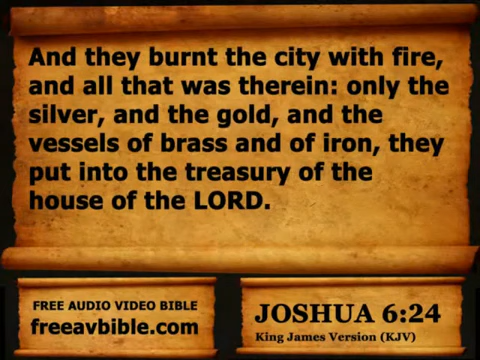 And they burnt the city with fire,
and all that was therein: only the
silver, and the gold, and the
vessels of brass and of iron, they
put into the treasury of the
house of the LORD.
FREE AUDIO VIDEO BIBLE
freeavbible.com
JOSHUA 6:24
King James Version (KJV)